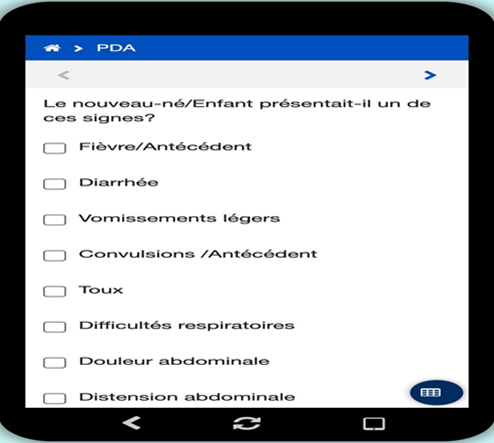 PDA
Le nouveau-né/Enfant présentait-il un de
ces signes?
Fièvre/Antécédent
Diarrhée
Vomissements légers
Convulsions /Antécédent
Toux
Difficultés respiratoires
Douleur abdominale
Distension abdominale